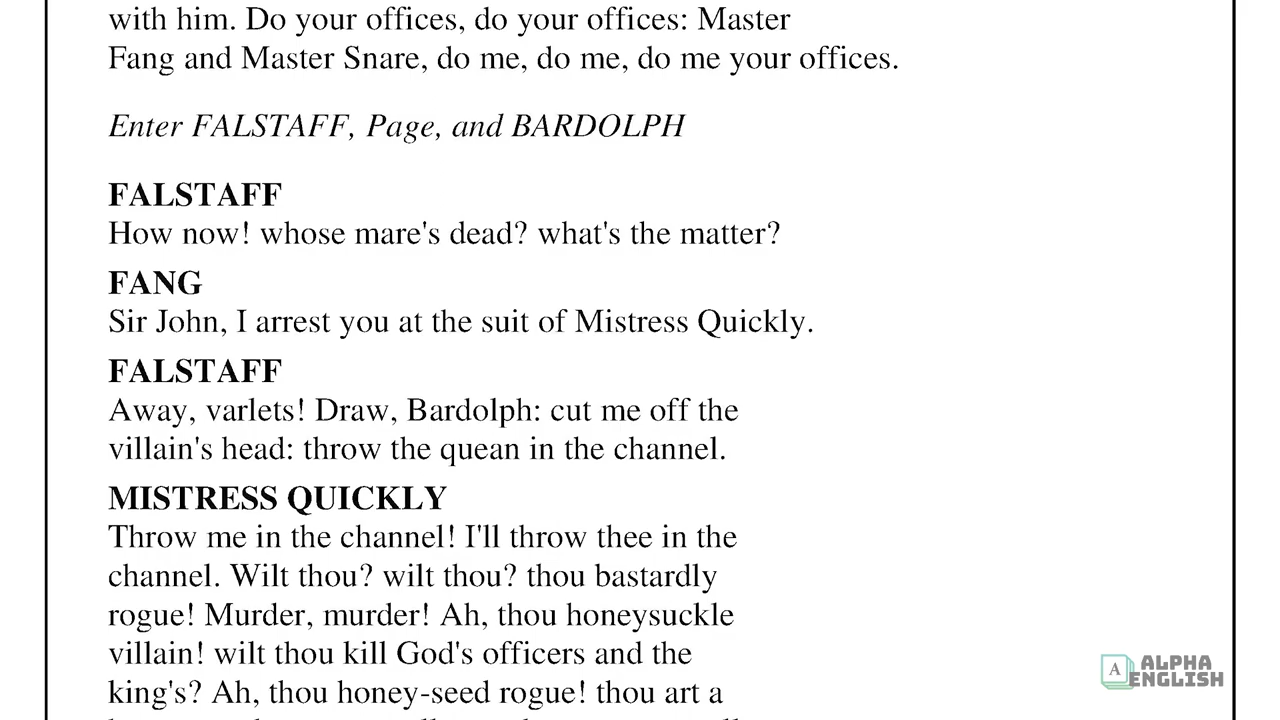 with him. Do your offices, do your offices: Master
Fang and Master Snare, do me, do me, do me your offices.
Enter FALSTAFF, Page, and BARDOLPH
FALSTAFF
How now! whose mare's dead? what's the matter?
FANG
Sir John, I arrest you at the suit of Mistress Quickly.
FALSTAFF
Away, varlets! Draw, Bardolph: cut me off the
villain's head: throw the quean in the channel.
MISTRESS QUICKLY
Throw me in the channel! I'll throw thee in the
channel. Wilt thou? wilt thou? thou bastardly
rogue! Murder, murder! Ah, thou honeysuckle
villain! wilt thou kill God's officers and the
king's? Ah, thou honey-seed rogue! thou art a
A ALPHA
ENGLISH